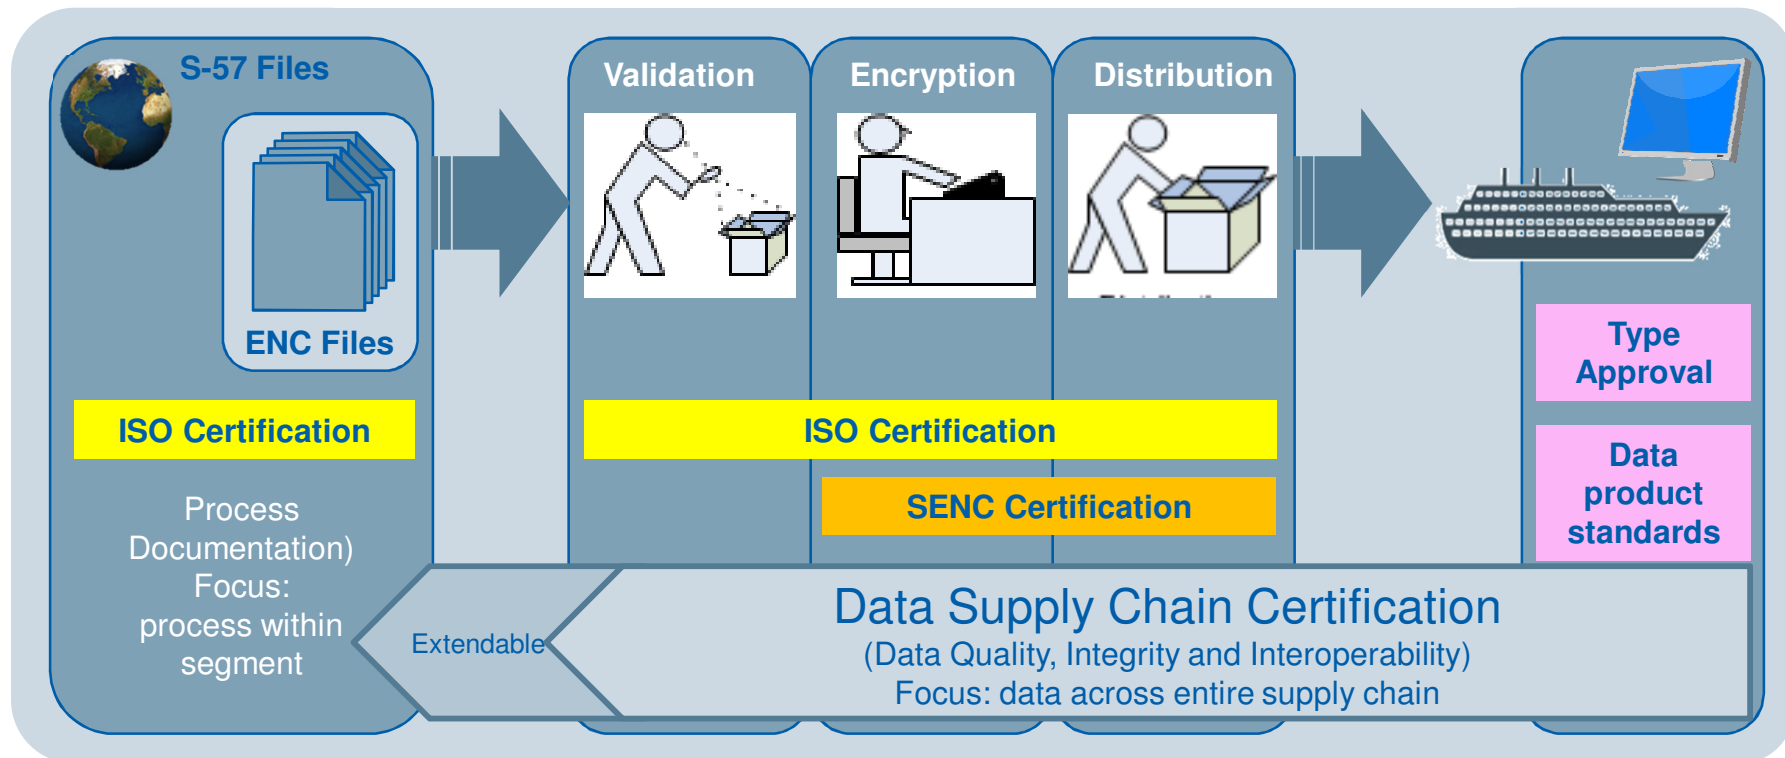 S-57 Files
ENC Files
ISO Certification
Process
Documentation)
Focus:
process within
segment
Validation
Encryption
Distribution
ISO Certification
SENC Certification
Type
Approval
Data
product
standards
Extendable
Data Supply Chain Certification
(Data Quality, Integrity and Interoperability)
Focus: data across entire supply chain